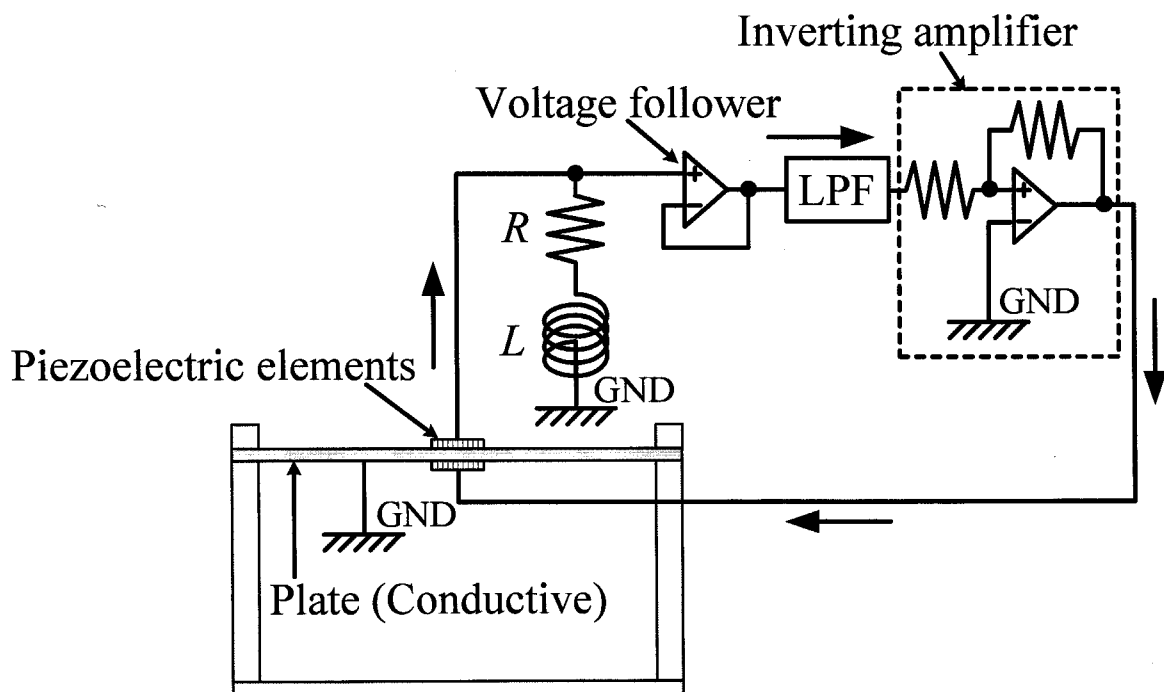 Inverting amplifier
Voltage follower
+
−
LPF
+
−
GND
R
L
GND
Piezoelectric elements
GND
Plate (Conductive)